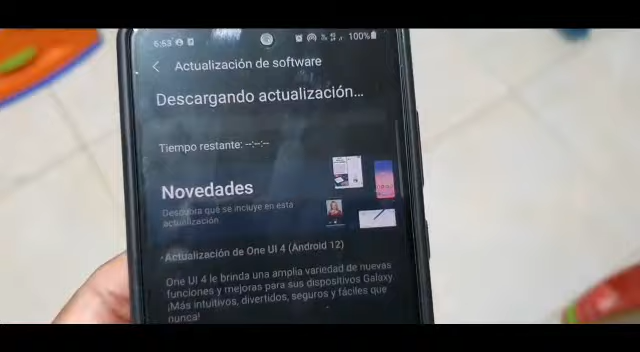 5:53
100%
Actualización de software
Descargando actualización...
Tiempo restante: --:--:--
Novedades
Descubra qué se incluye en esta
actualización.
-Actualización de One UI 4 (Android 12)
One UI 4 le brinda una amplia variedad de nuevas
funciones y mejoras para sus dispositivos Galaxy.
¡Más intuitivos, divertidos, seguros y fáciles que
nunca!